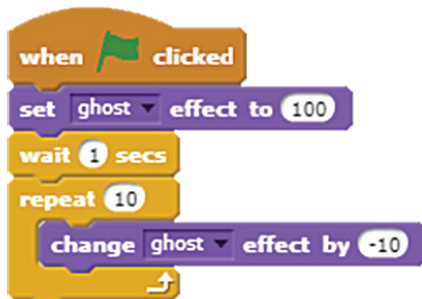 when clicked
set ghost effect to 100
wait 1 secs
repeat 10
change ghost effect by -10